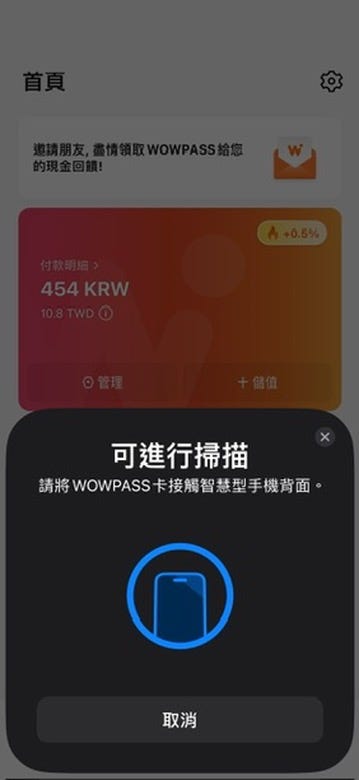 首頁
邀請朋友, 盡情領取 WOWPASS 給您
的現金回饋!
W
+0.5%
付款明細 >
454 KRW
10.8 TWD
管理
+ 儲值
可進行掃描
請將 WOWPASS 卡接觸智慧型手機背面。
取消